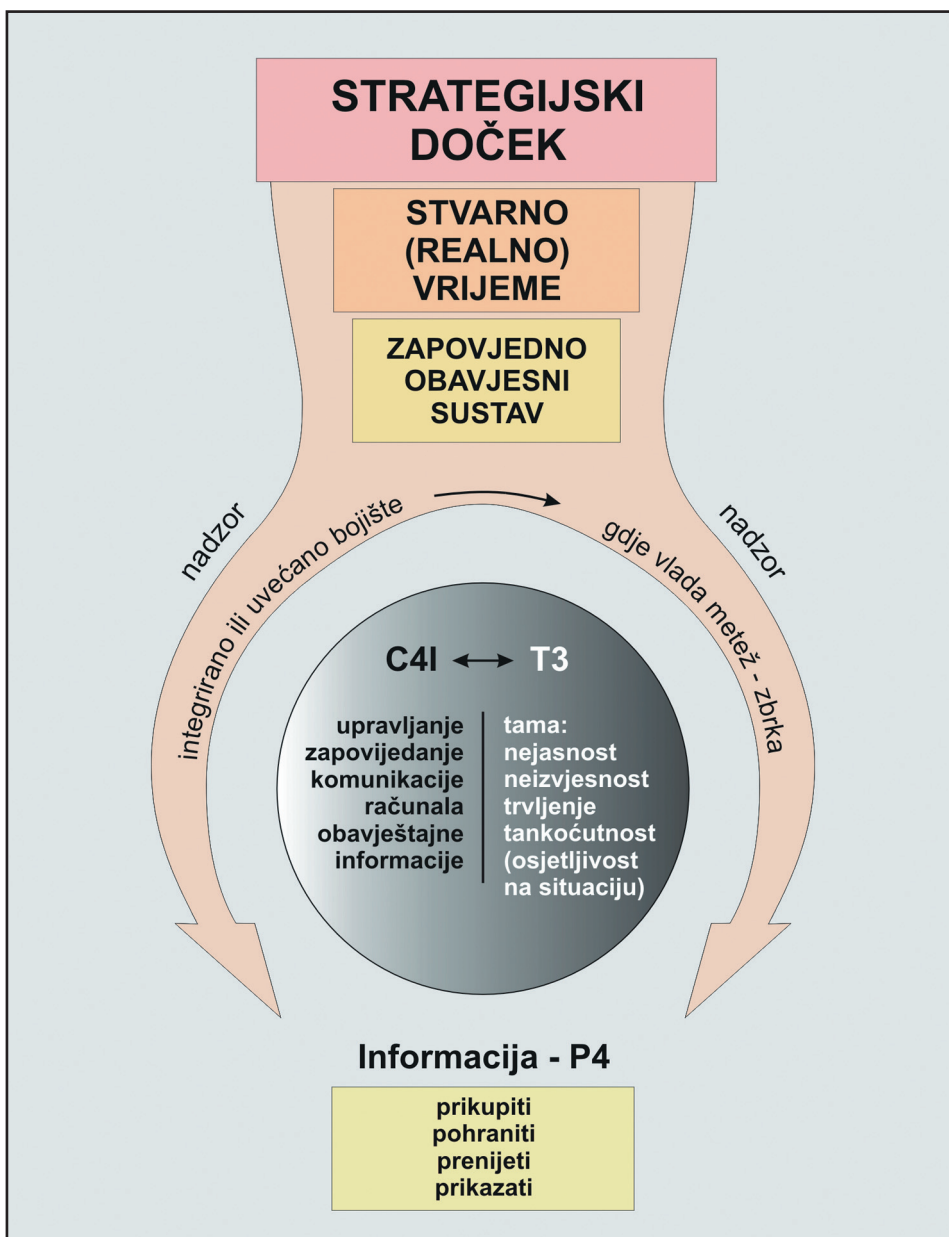 STRATEGIJSKI
DOČEK
STVARNO
(REALNO)
VRIJEME
ZAPOVJEDNO
OBAVJESNI
SUSTAV
nadzor
integrirano ili uvećano bojište
gdje vlada metež - zbrka
nadzor
C4I
T3
upravljanje
zapovijedanje
komunikacije
računala
obavještajne
informacije
tama:
nejasnost
neizvjesnost
trvljenje
tankoćutnost
(osjetljivost
na situaciju)
Informacija - P4
prikupiti
pohraniti
prenijeti
prikazati